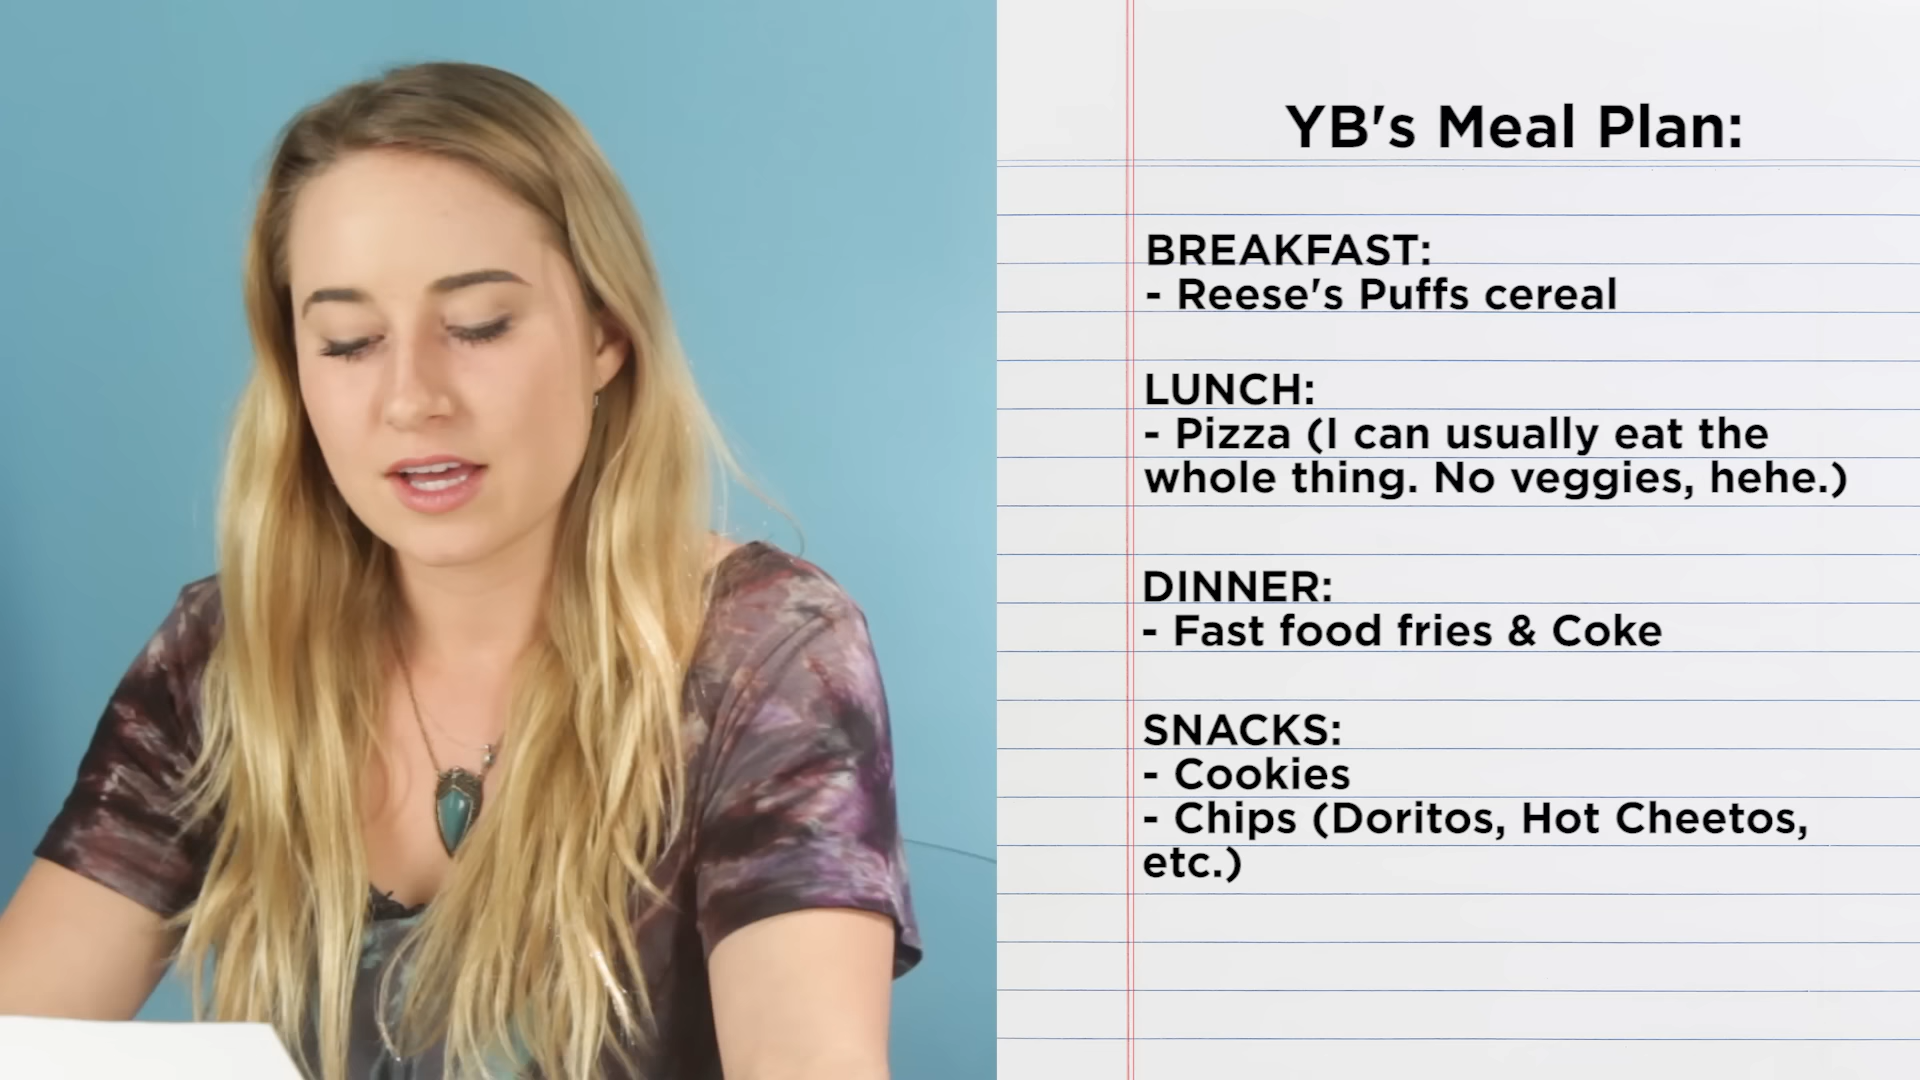 YB's Meal Plan:
BREAKFAST:
- Reese's Puffs cereal
LUNCH:
- Pizza (I can usually eat the
whole thing. No veggies, hehe.)
DINNER:
- Fast food fries & Coke
SNACKS:
- Cookies
- Chips (Doritos, Hot Cheetos,
etc.)